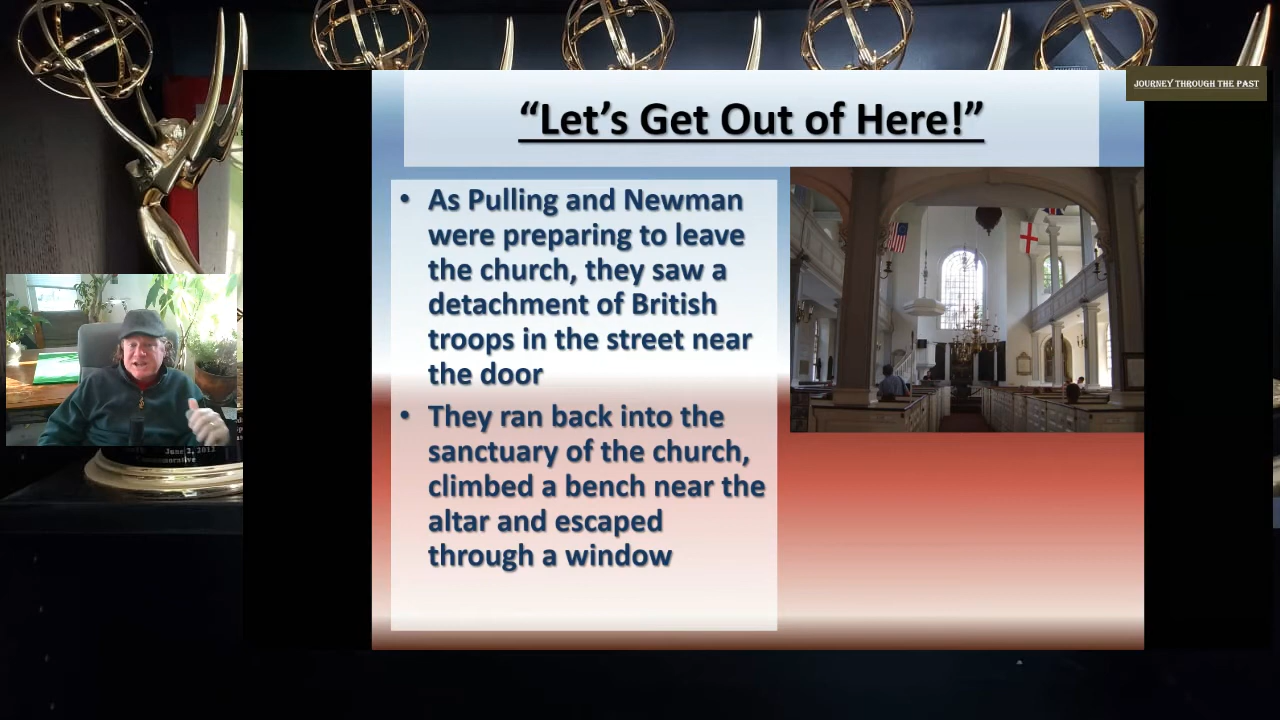 JOURNEY THROUGH THE PAST
“Let’s Get Out of Here!”
• As Pulling and Newman
were preparing to leave
the church, they saw a
detachment of British
troops in the street near
the door
• They ran back into the
sanctuary of the church,
climbed a bench near the
altar and escaped
through a window
June 2, 2012